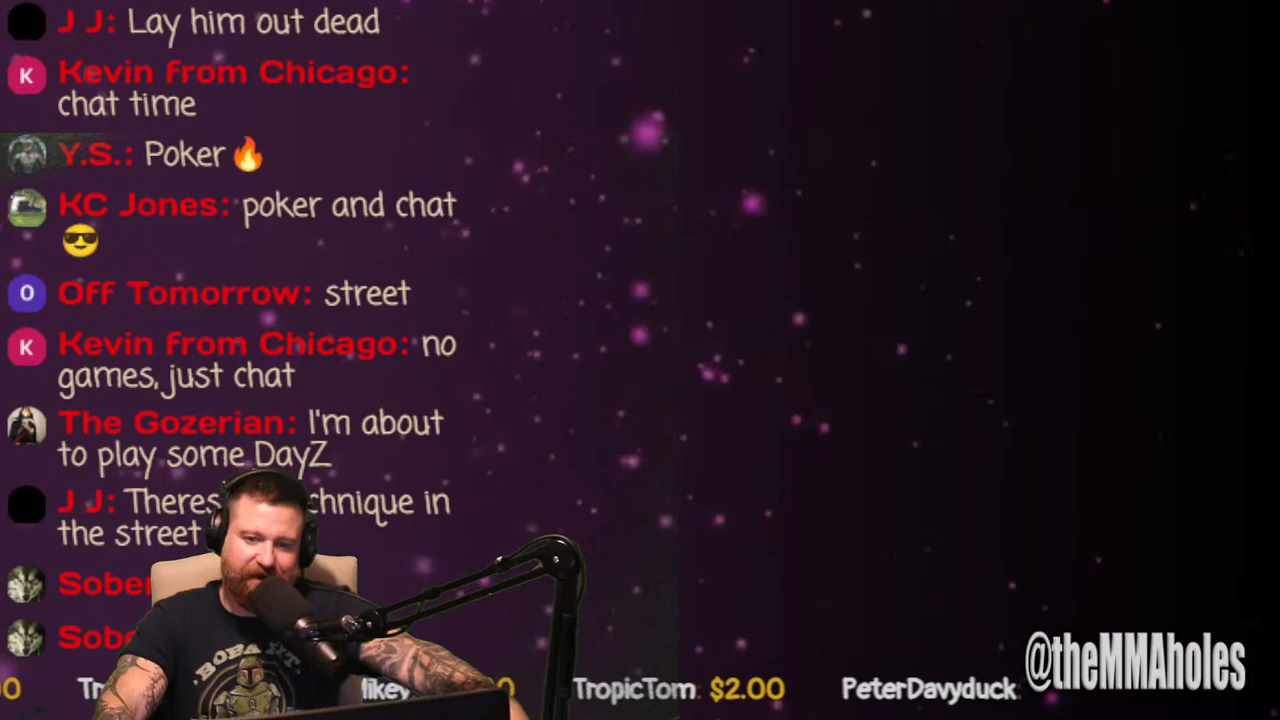 J J: Lay him out dead
K Kevin from Chicago:
chat time
Y.S.: Poker🔥
KC Jones: poker and chat
😎
O Off Tomorrow: street
K Kevin from Chicago: no
games, just chat
The Gozerian: I'm about
to play some DayZ
J J: Theres
chnique in
the street
Sober
Sobe
BOBA
TropicTom: $2.00
PeterDavyduck:
@theMMAholes